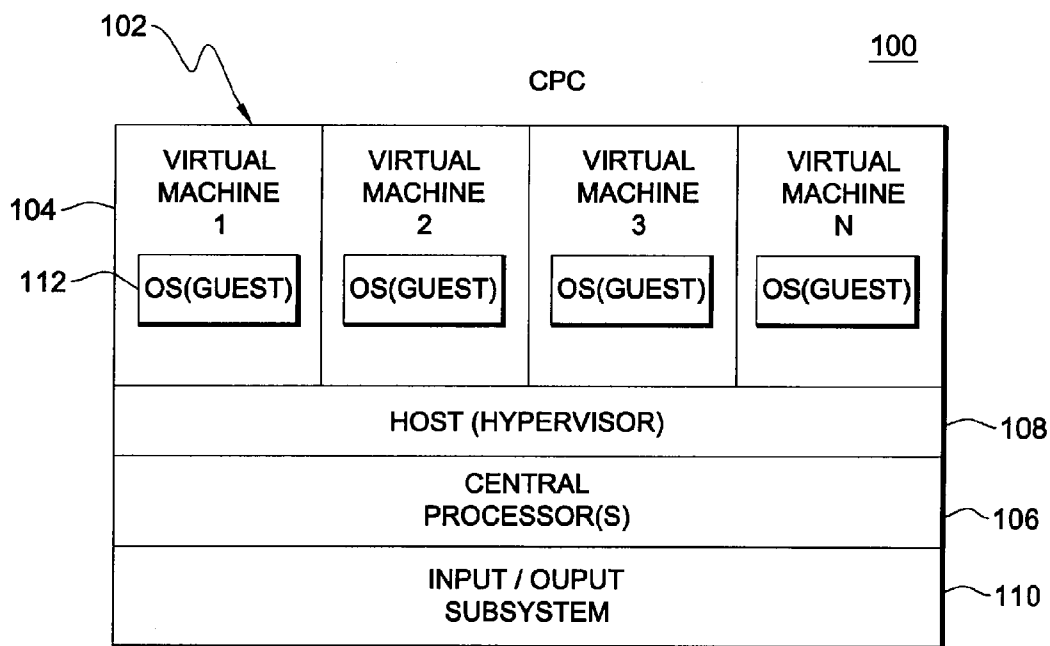 102
100
CPC
VIRTUAL MACHINE 1
VIRTUAL MACHINE 2
VIRTUAL MACHINE 3
VIRTUAL MACHINE N
104
112
OS(GUEST)
OS(GUEST)
OS(GUEST)
OS(GUEST)
HOST (HYPERVISOR)
108
CENTRAL
PROCESSOR(S)
106
INPUT / OUPUT
SUBSYSTEM
110